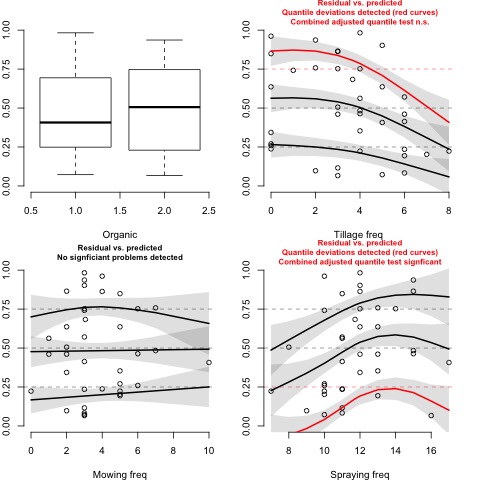 0.00 0.25 0.50 0.75 1.00
0.5 1.0 1.5 2.0 2.5
Organic
Residual vs. predicted
Quantile deviations detected (red curves)
Combined adjusted quantile test n.s.
0.00 0.25 0.50 0.75 1.00
0 2 4 6 8
Tillage freq
Residual vs. predicted
No signficiant problems detected
0.00 0.25 0.50 0.75 1.00
0 2 4 6 8 10
Mowing freq
Residual vs. predicted
Quantile deviations detected (red curves)
Combined adjusted quantile test signficant
0.00 0.25 0.50 0.75 1.00
8 10 12 14 16
Spraying freq